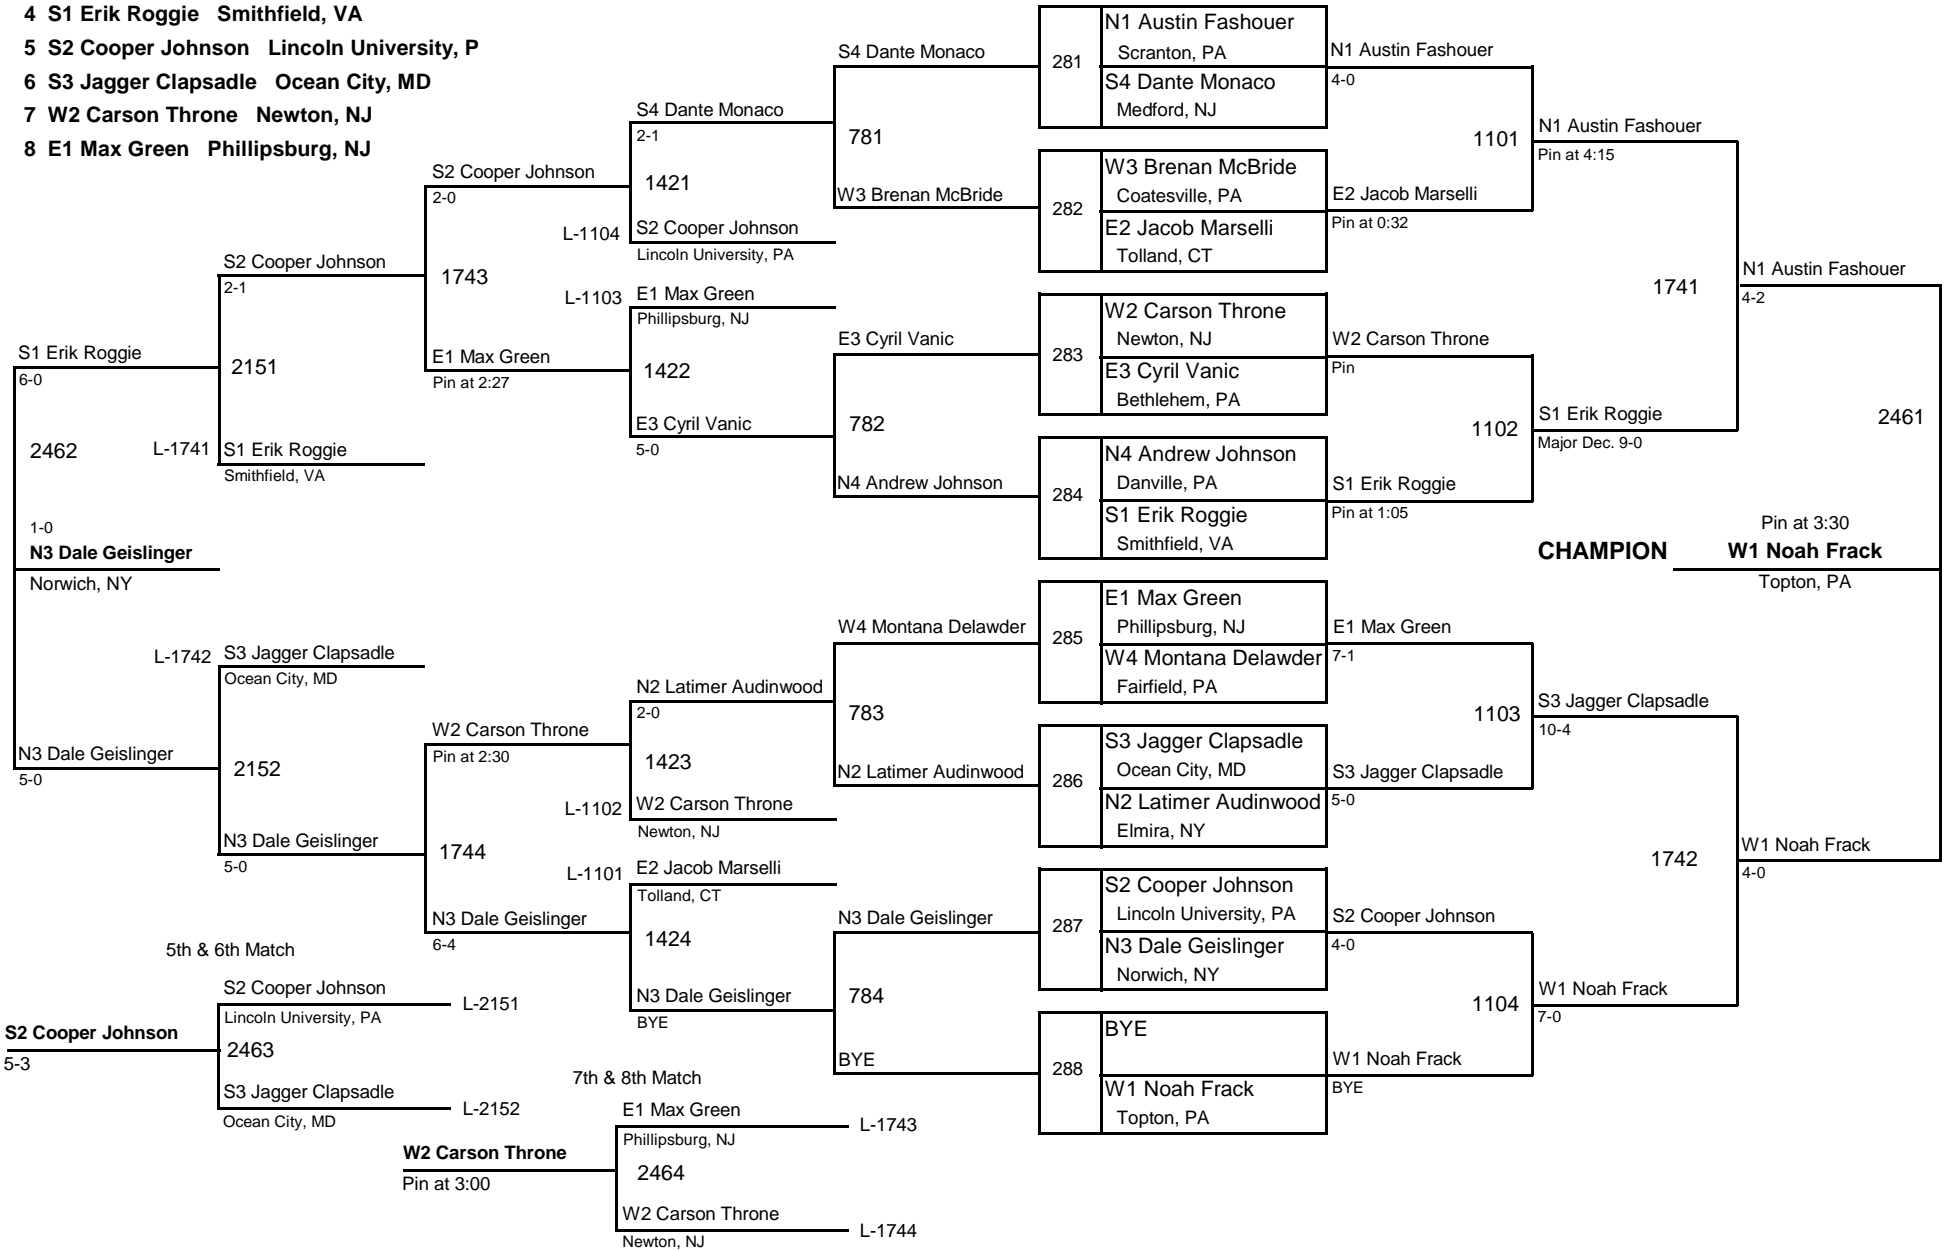 4 S1 Erik Roggie Smithfield, VA
5 S2 Cooper Johnson Lincoln University, P
6 S3 Jagger Clapsadle Ocean City, MD
7 W2 Carson Throne Newton, NJ
8 E1 Max Green Phillipsburg, NJ
S1 Erik Roggie
6-0
2462
1-0
N3 Dale Geislinger
Norwich, NY
N3 Dale Geislinger
5-0
S2 Cooper Johnson
2-1
2151
L-1741
S1 Erik Roggie
Smithfield, VA
L-1742
S3 Jagger Clapsadle
Ocean City, MD
2152
N3 Dale Geislinger
5-0
S2 Cooper Johnson
2-0
1743
E1 Max Green
Pin at 2:27
W2 Carson Throne
Pin at 2:30
1744
N3 Dale Geislinger
6-4
S4 Dante Monaco
2-1
1421
L-1104
S2 Cooper Johnson
Lincoln University, PA
L-1103
E1 Max Green
Phillipsburg, NJ
1422
E3 Cyril Vanic
5-0
N2 Latimer Audinwood
2-0
1423
L-1102
W2 Carson Throne
Newton, NJ
L-1101
E2 Jacob Marselli
Tolland, CT
1424
N3 Dale Geislinger
BYE
S4 Dante Monaco
781
W3 Brenan McBride
E3 Cyril Vanic
782
N4 Andrew Johnson
W4 Montana Delawder
783
N2 Latimer Audinwood
N3 Dale Geislinger
784
BYE
281
N1 Austin Fashouer
Scranton, PA
S4 Dante Monaco
Medford, NJ
282
W3 Brenan McBride
Coatesville, PA
E2 Jacob Marselli
Tolland, CT
283
W2 Carson Throne
Newton, NJ
E3 Cyril Vanic
Bethlehem, PA
284
N4 Andrew Johnson
Danville, PA
S1 Erik Roggie
Smithfield, VA
285
E1 Max Green
Phillipsburg, NJ
W4 Montana Delawder
Fairfield, PA
286
S3 Jagger Clapsadle
Ocean City, MD
N2 Latimer Audinwood
Elmira, NY
287
S2 Cooper Johnson
Lincoln University, PA
N3 Dale Geislinger
Norwich, NY
288
BYE
W1 Noah Frack
Topton, PA
N1 Austin Fashouer
4-0
1101
E2 Jacob Marselli
Pin at 0:32
W2 Carson Throne
Pin
1102
S1 Erik Roggie
Pin at 1:05
E1 Max Green
7-1
1103
S3 Jagger Clapsadle
5-0
S2 Cooper Johnson
4-0
1104
W1 Noah Frack
BYE
N1 Austin Fashouer
Pin at 4:15
1741
S1 Erik Roggie
Major Dec. 9-0
S3 Jagger Clapsadle
10-4
1742
W1 Noah Frack
7-0
N1 Austin Fashouer
4-2
2461
Pin at 3:30
CHAMPION W1 Noah Frack
Topton, PA
W1 Noah Frack
4-0
5th & 6th Match
S2 Cooper Johnson
L-2151
Lincoln University, PA
S2 Cooper Johnson
5-3
2463
S3 Jagger Clapsadle
L-2152
Ocean City, MD
7th & 8th Match
E1 Max Green
L-1743
Phillipsburg, NJ
W2 Carson Throne
Pin at 3:00
2464
W2 Carson Throne
L-1744
Newton, NJ